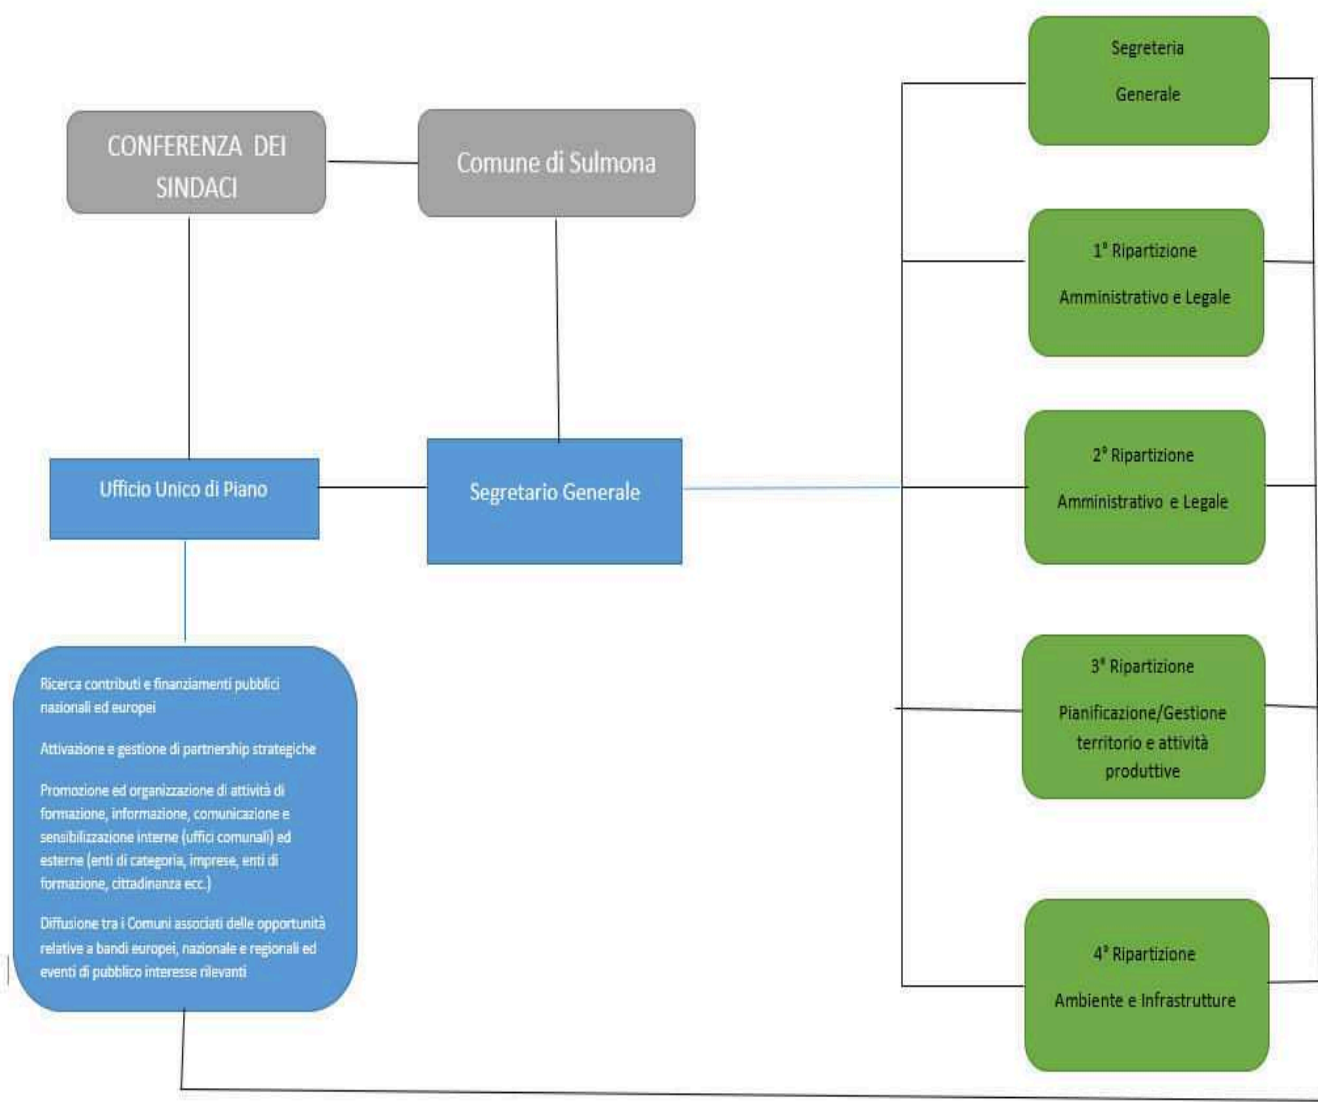 CONFERENZA DEI
SINDACI
Comune di Sulmona
Ufficio Unico di Piano
Segretario Generale
Ricerca contributi e finanziamenti pubblici
nazionali ed europei
Attivazione e gestione di partnership strategiche
Promozione ed organizzazione di attività di
formazione, informazione, comunicazione e
sensibilizzazione interne (uffici comunali) ed
esterne (enti di categoria, imprese, enti di
formazione, cittadinanza ecc.)
Diffusione tra i Comuni associati delle opportunità
relative a bandi europei, nazionale e regionali ed
eventi di pubblico interesse rilevanti
Segreteria
Generale
1° Ripartizione
Amministrativo e Legale
2° Ripartizione
Amministrativo e Legale
3° Ripartizione
Pianificazione/Gestione
territorio e attività
produttive
4° Ripartizione
Ambiente e Infrastrutture